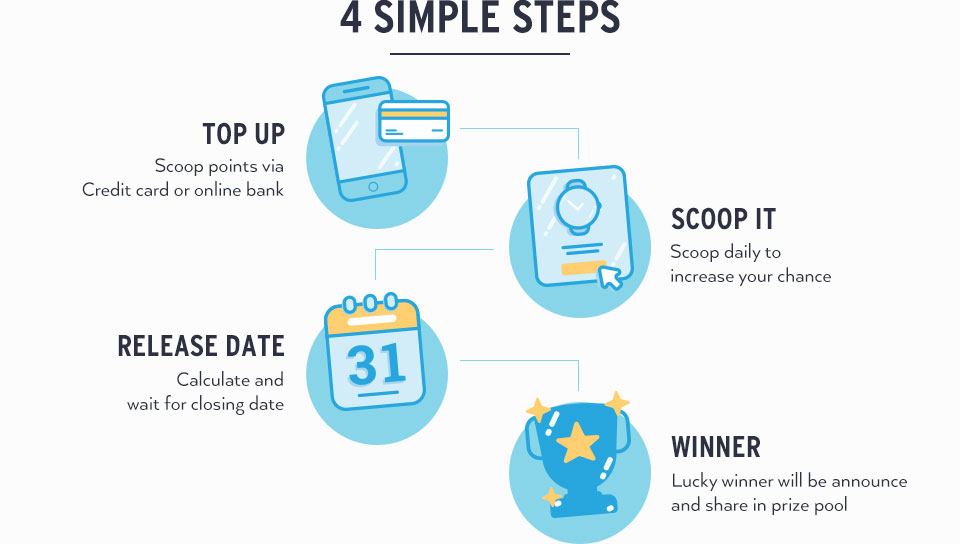 4 SIMPLE STEPS
TOP UP
Scoop points via
Credit card or online bank
SCOOP IT
Scoop daily to
increase your chance
RELEASE DATE
Calculate and
wait for closing date
31
WINNER
Lucky winner will be announce
and share in prize pool